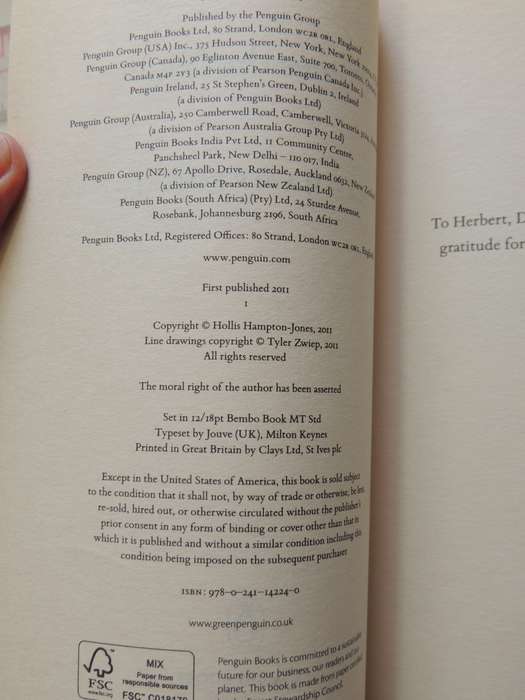 Published by the Penguin Group
Penguin Books Ltd, 80 Strand, London WC2R 0RL, England
Penguin Group (USA) Inc., 375 Hudson Street, New York, New York
Penguin Group (Canada), 90 Eglinton Avenue East, Suite 700, Toronto,
Canada M4P 2Y3 (a division of Pearson Penguin Canada Inc.)
Penguin Ireland, 25 St Stephen's Green, Dublin 2, Ireland
(a division of Penguin Books Ltd)
Penguin Group (Australia), 250 Camberwell Road, Camberwell, Victoria
(a division of Pearson Australia Group Pty Ltd)
Penguin Books India Pvt Ltd, 11 Community Centre,
Panchsheel Park, New Delhi – 110 017, India
Penguin Group (NZ), 67 Apollo Drive, Rosedale, Auckland 0632, New Zealand
(a division of Pearson New Zealand Ltd)
Penguin Books (South Africa) (Pty) Ltd, 24 Sturdee Avenue,
Rosebank, Johannesburg 2196, South Africa
Penguin Books Ltd, Registered Offices: 80 Strand, London WC2R 0RL, England
www.penguin.com
First published 2011
1
Copyright © Hollis Hampton-Jones, 2011
Line drawings copyright © Tyler Zwiep, 2011
All rights reserved
The moral right of the author has been asserted
Set in 12/18pt Bembo Book MT Std
Typeset by Jouve (UK), Milton Keynes
Printed in Great Britain by Clays Ltd, St Ives plc
Except in the United States of America, this book is sold subject
to the condition that it shall not, by way of trade or otherwise, be lent,
re-sold, hired out, or otherwise circulated without the publisher's
prior consent in any form of binding or cover other than that in
which it is published and without a similar condition including this
condition being imposed on the subsequent purchaser
ISBN: 978-0-241-14224-0
www.greenpenguin.co.uk
FSC
MIX
Paper from
responsible sources
FSC™ C018179
Penguin Books is committed to a sustainable
future for our business, our readers and our
planet. This book is made from paper certified
Forest Stewardship Council
To Herbert, D
gratitude for